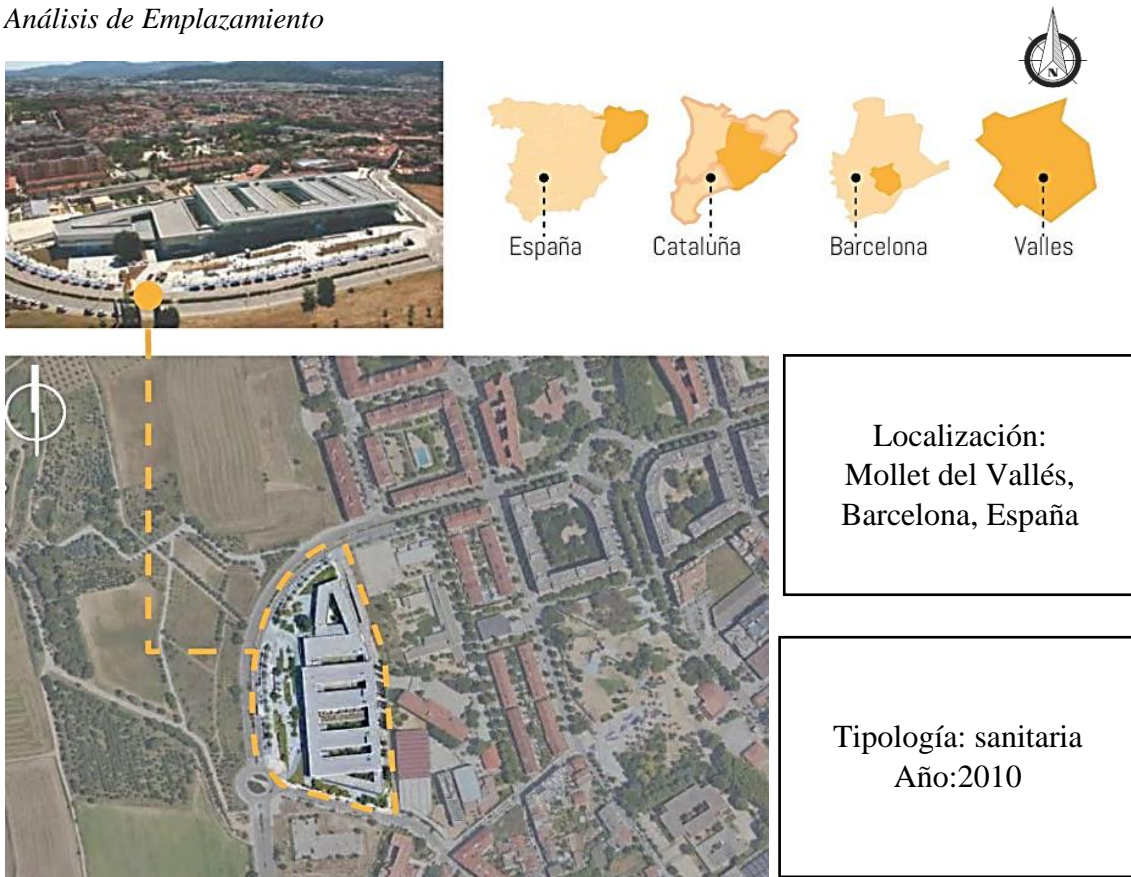 Análisis de Emplazamiento
N
España
Cataluña
Barcelona
Valles
Localización:
Mollet del Vallés,
Barcelona, España
Tipología: sanitaria
Año:2010